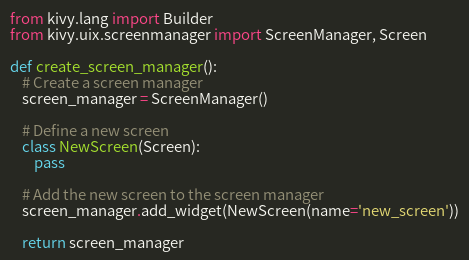 from kivy.lang import Builder
from kivy.uix.screenmanager import ScreenManager, Screen
def create_screen_manager():
# Create a screen manager
screen_manager = ScreenManager()
# Define a new screen
class NewScreen(Screen):
pass
# Add the new screen to the screen manager
screen_manager.add_widget(NewScreen(name='new_screen'))
return screen_manager